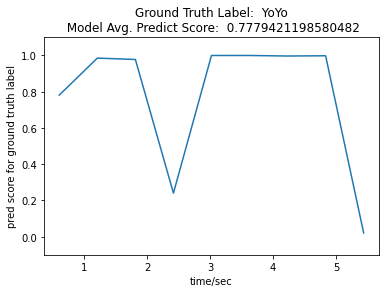 Ground Truth Label:  YoYo
Model Avg. Predict Score:  0.7779421198580482
1.0
0.8
0.6
0.4
0.2
0.0
pred score for ground truth label
1 2 3 4 5
time/sec